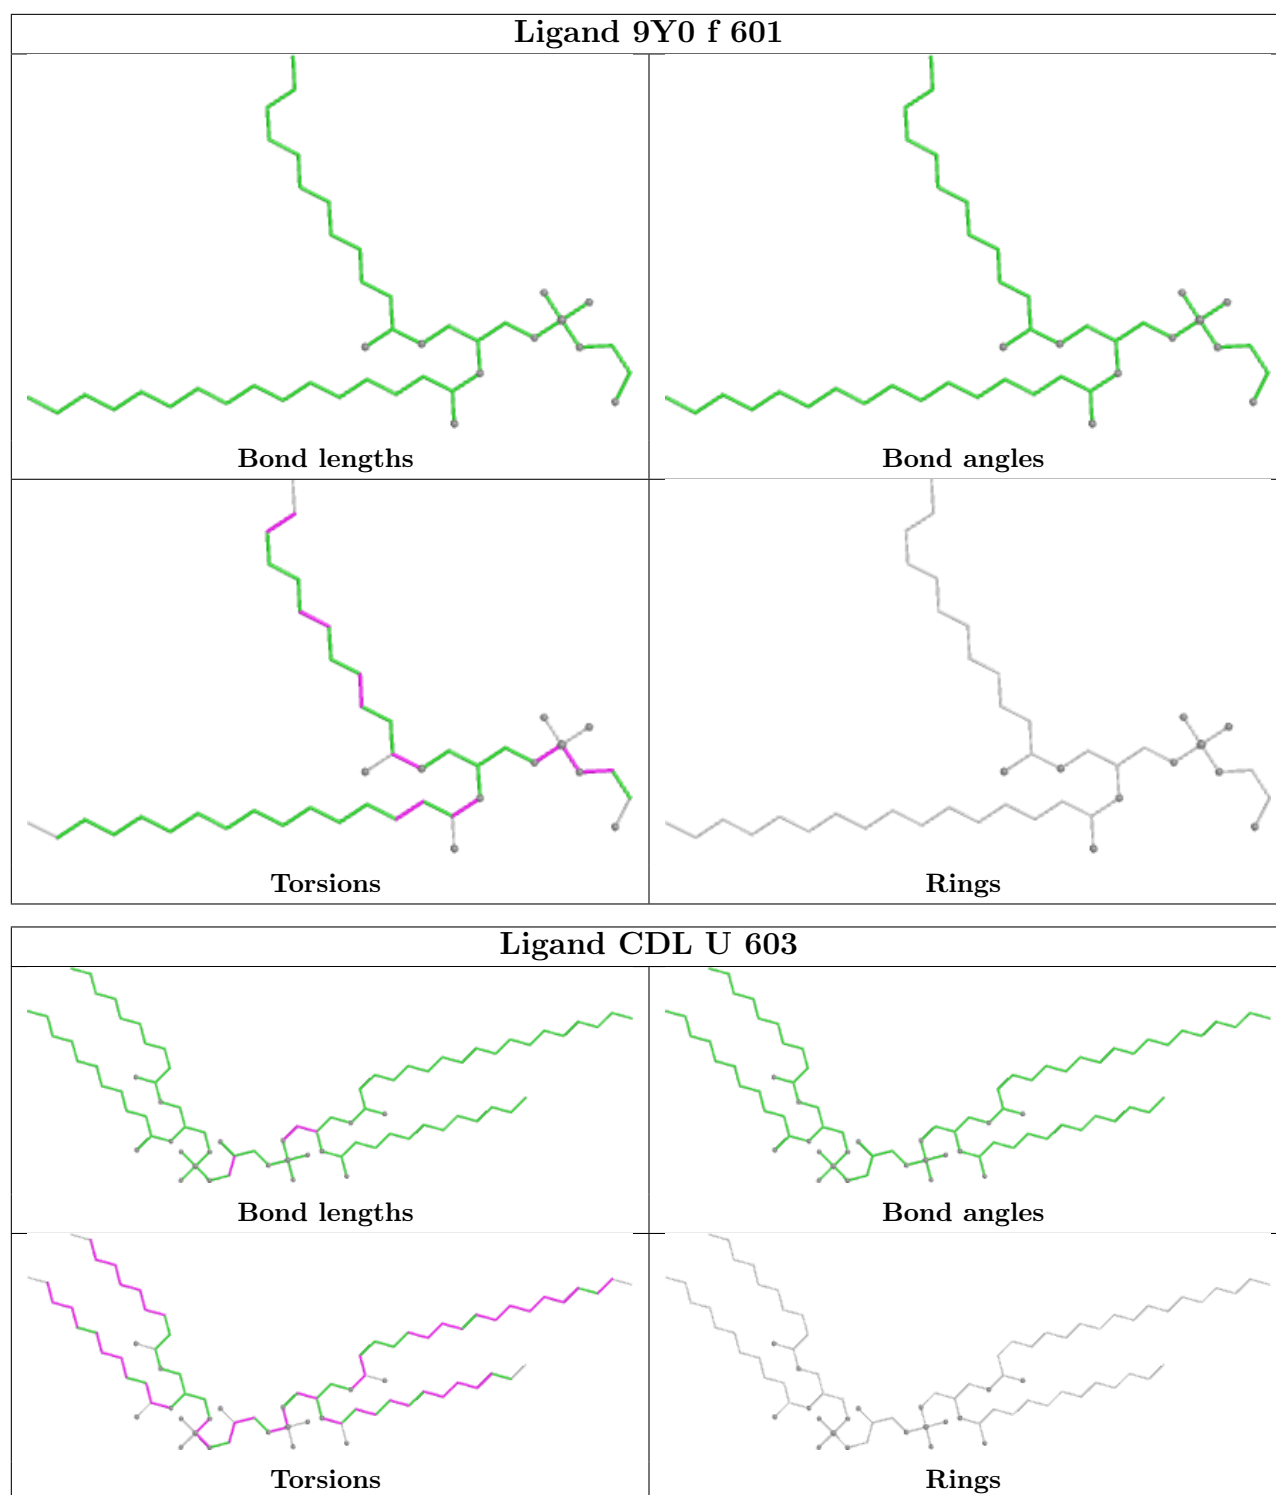 Ligand 9Y0 f 601
Bond lengths
Bond angles
Torsions
Rings
Ligand CDL U 603
Bond lengths
Bond angles
Torsions
Rings